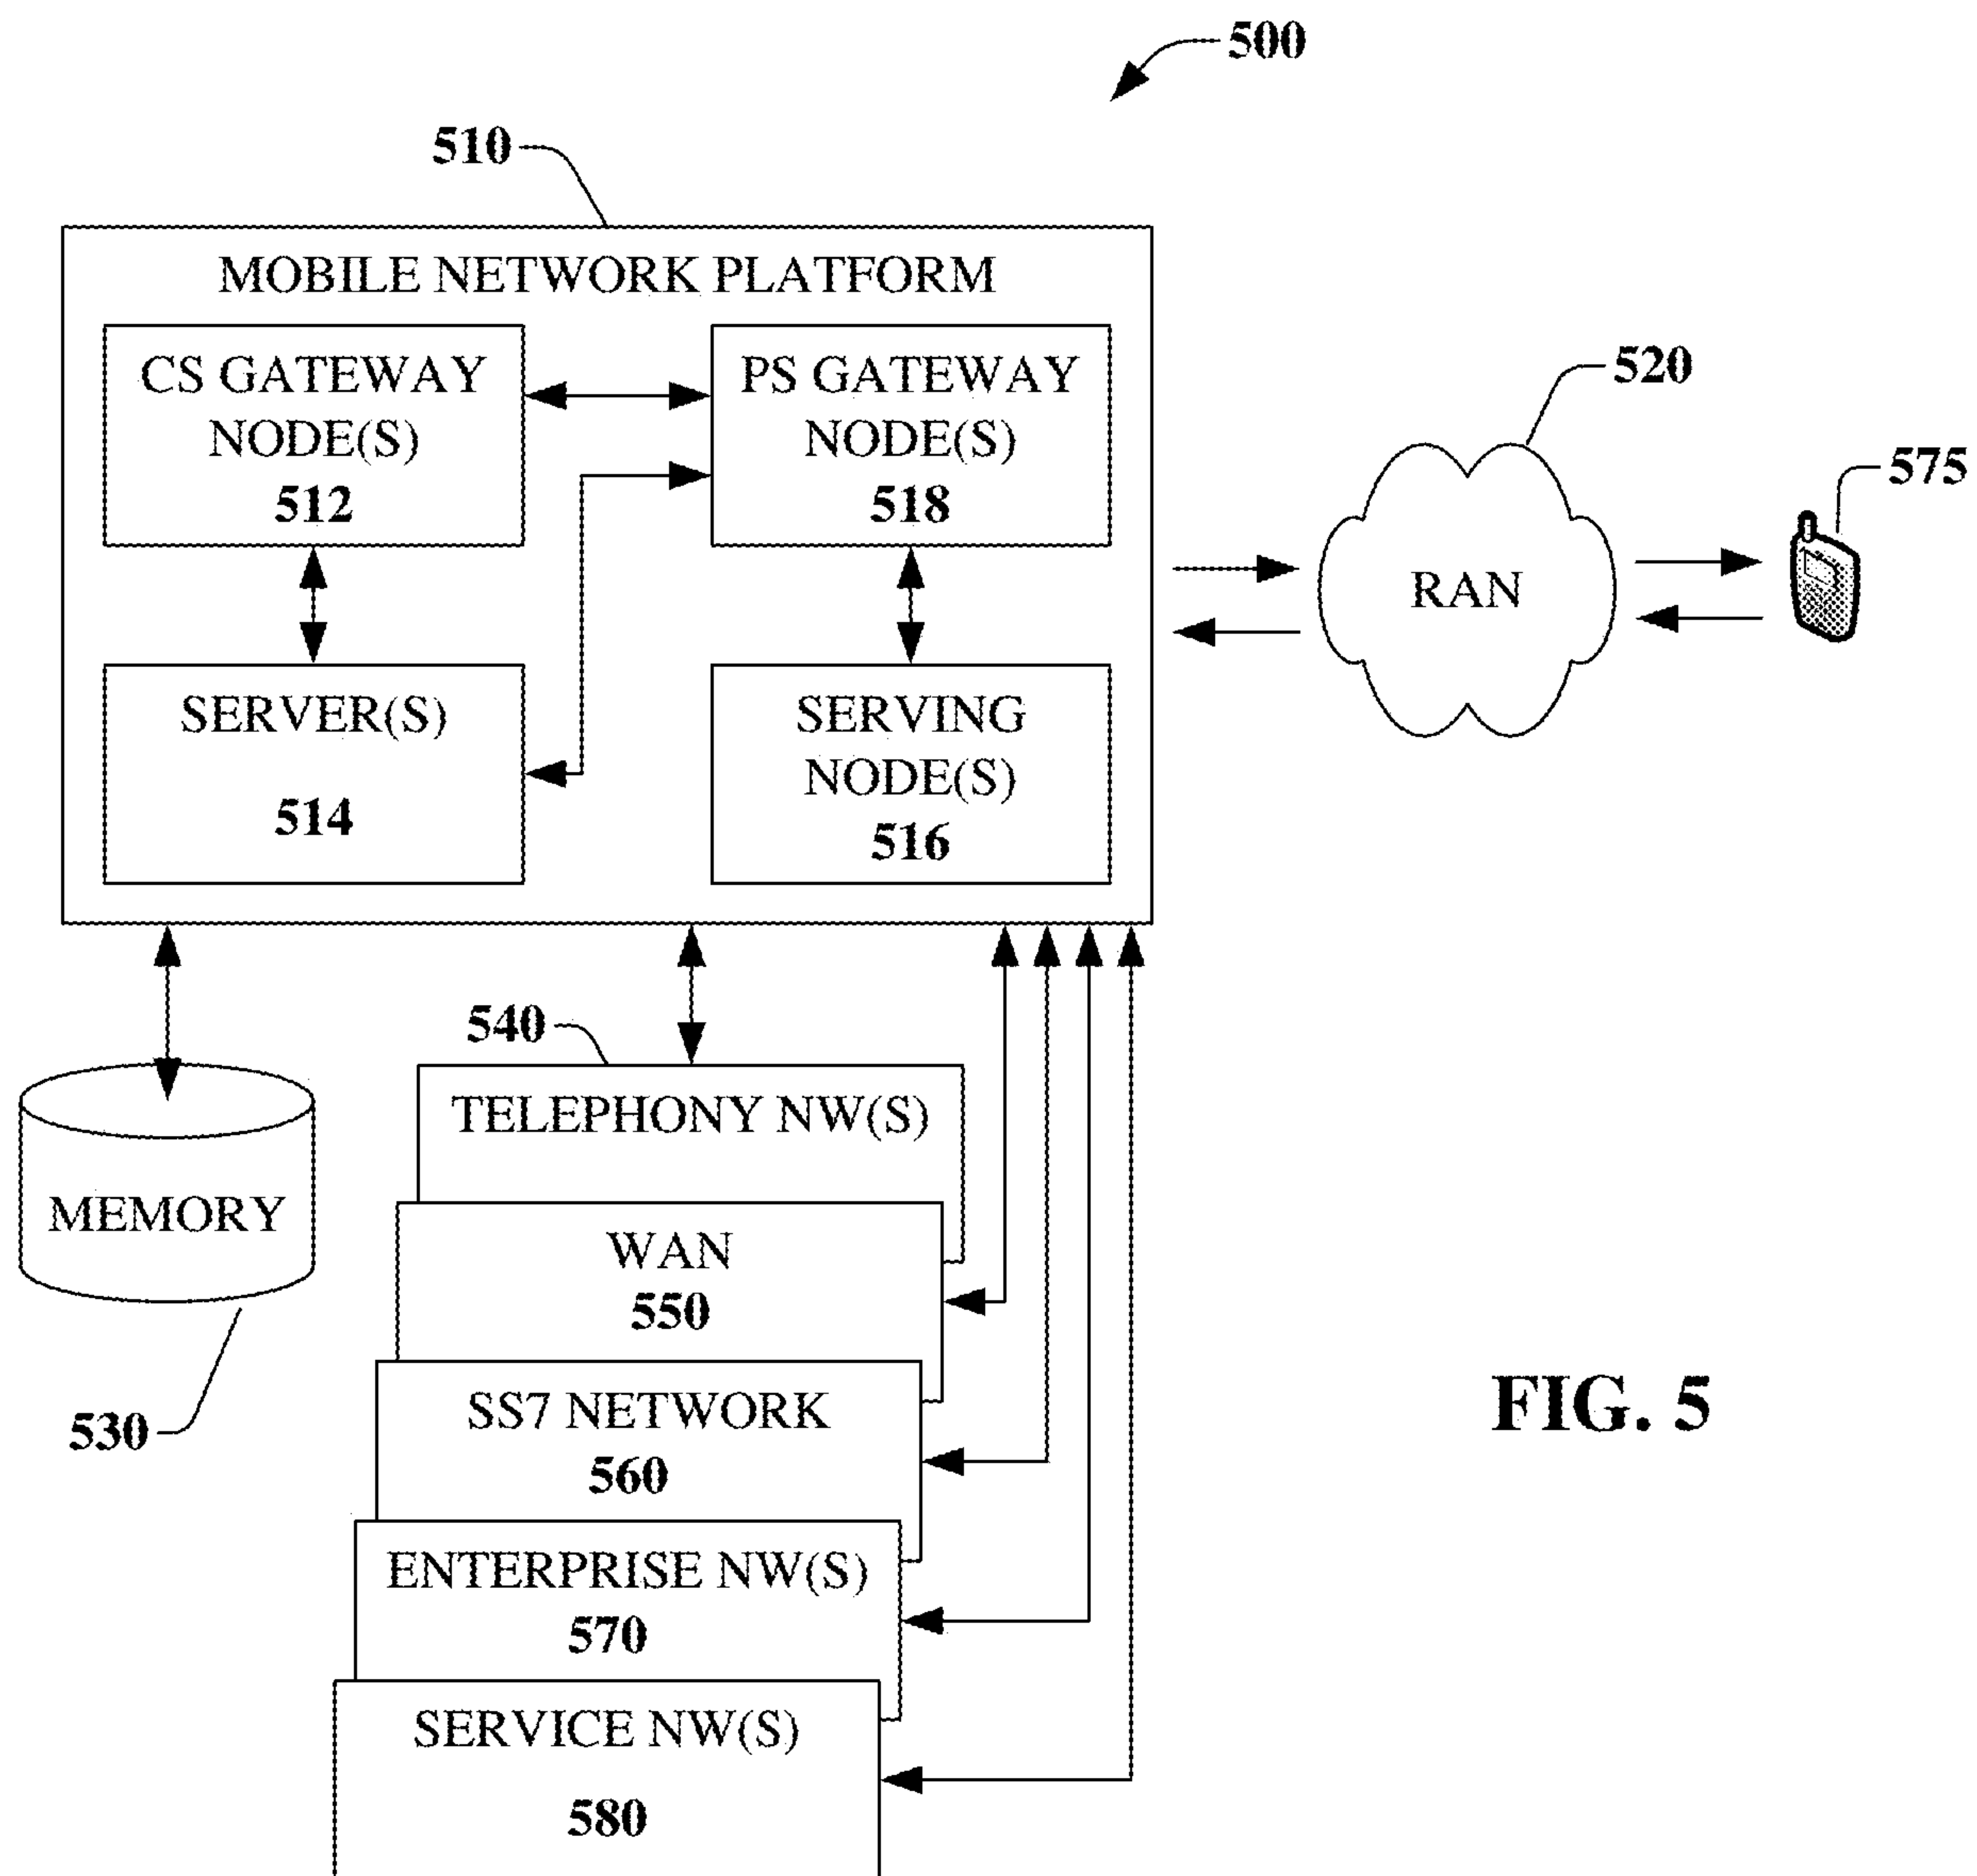 500
510
MOBILE NETWORK PLATFORM
CS GATEWAY
NODE(S)
512
PS GATEWAY
NODE(S)
518
SERVER(S)
514
SERVING
NODE(S)
516
520
RAN
575
540
TELEPHONY NW(S)
MEMORY
530
WAN
550
SS7 NETWORK
560
ENTERPRISE NW(S)
570
SERVICE NW(S)
580
FIG. 5